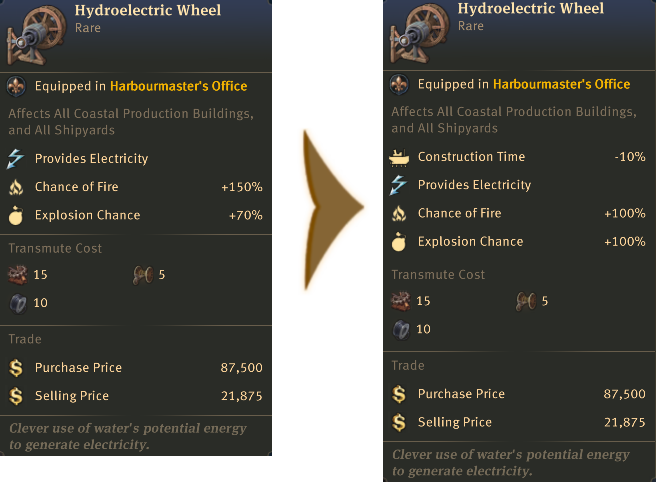 Hydroelectric Wheel
Rare
Equipped in Harbourmaster's Office
Affects All Coastal Production Buildings,
and All Shipyards
Provides Electricity
Chance of Fire +150%
Explosion Chance +70%
Transmute Cost
15 5
10
Trade
Purchase Price 87,500
Selling Price 21,875
Clever use of water's potential energy
to generate electricity.
Hydroelectric Wheel
Rare
Equipped in Harbourmaster's Office
Affects All Coastal Production Buildings,
and All Shipyards
Construction Time -10%
Provides Electricity
Chance of Fire +100%
Explosion Chance +100%
Transmute Cost
15 5
10
Trade
Purchase Price 87,500
Selling Price 21,875
Clever use of water's potential energy
to generate electricity.